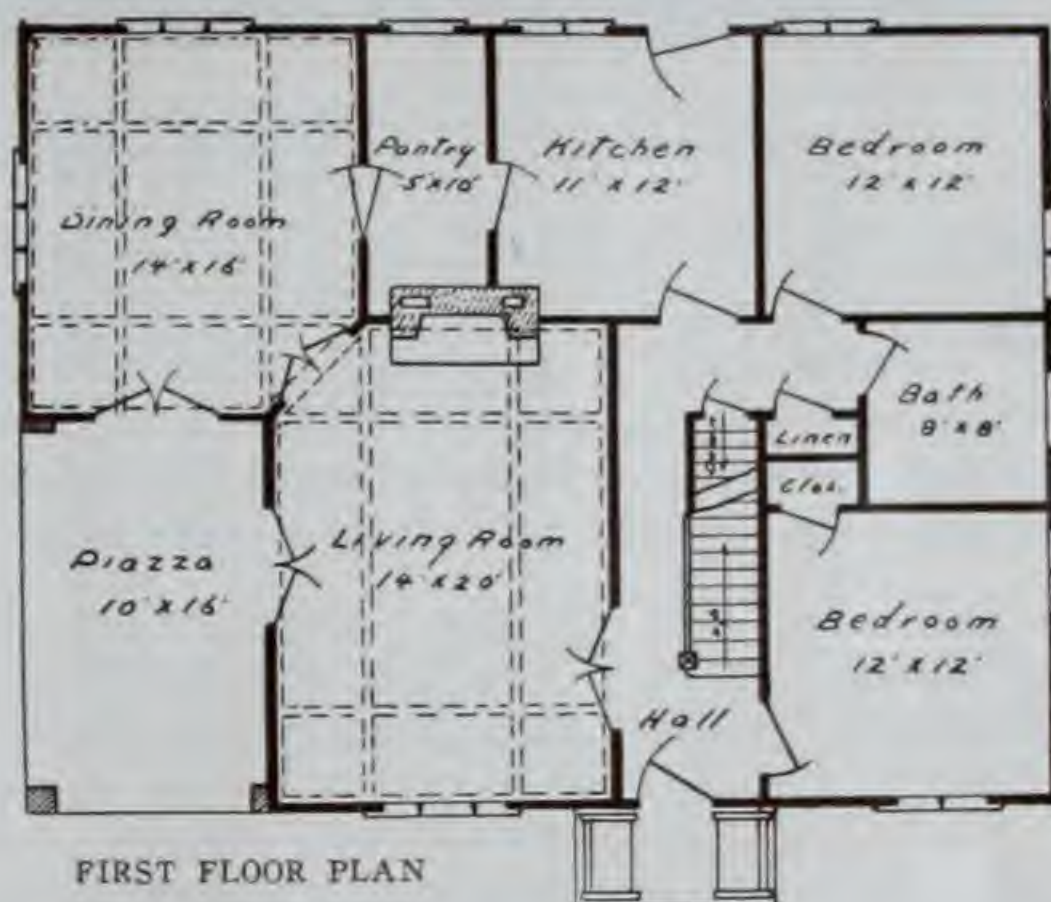 Pantry
5' x 10'
Kitchen
11' x 12'
Bedroom
12' x 12'
Dining Room
14' x 16'
Bath
8' x 8'
Linen
Clos.
Piazza
10' x 16'
Living Room
14' x 20'
Bedroom
12' x 12'
Hall
FIRST FLOOR PLAN